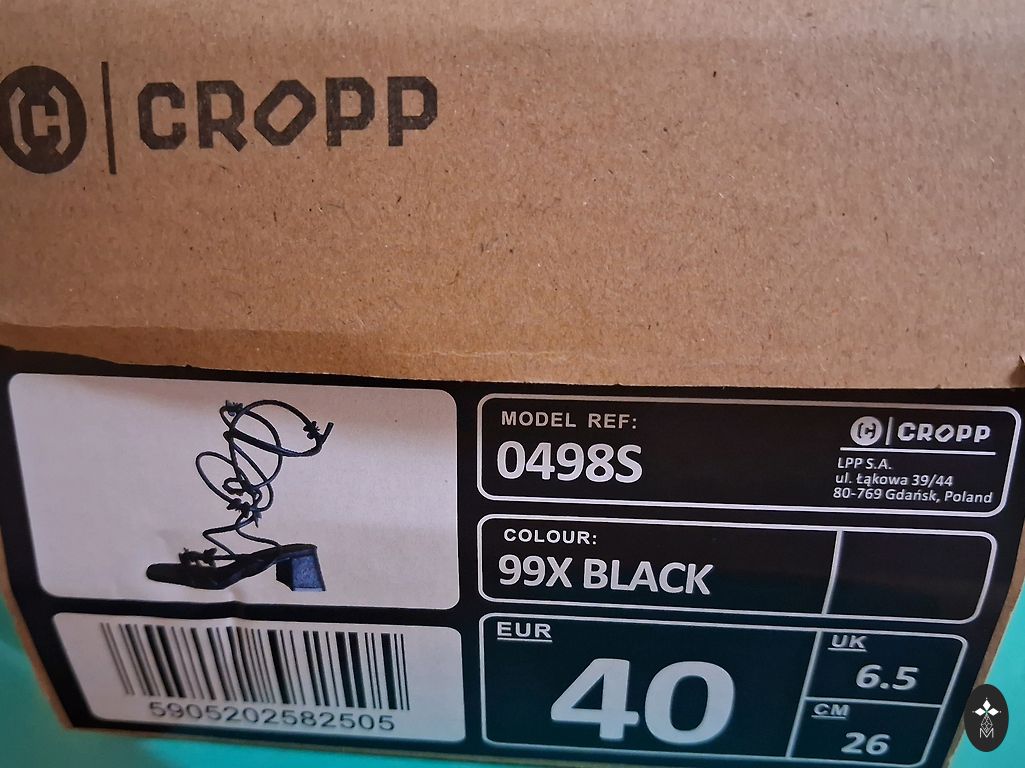 CROPP
MODEL REF:
0498S
CROPP
LPP S.A.
ul. Łąkowa 39/44
80-769 Gdańsk, Poland
COLOUR:
99X BLACK
5905202582505
EUR
40
UK
6.5
CM
26
M